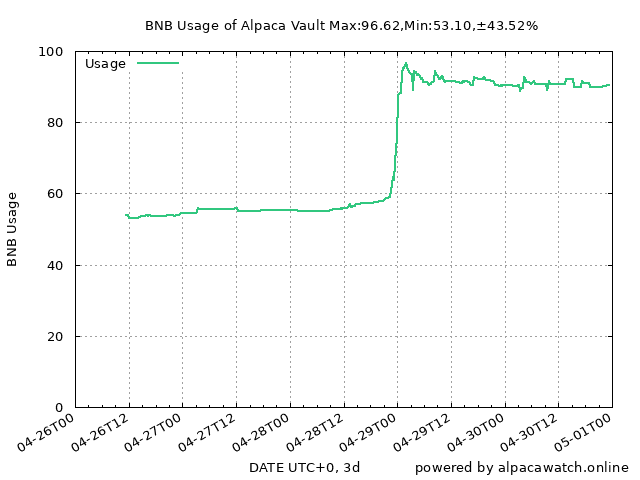 BNB Usage of Alpaca Vault Max:96.62,Min:53.10,±43.52%
Usage
100
80
60
40
20
0
BNB Usage
04-26T00
04-26T12
04-27T00
04-27T12
04-28T00
04-28T12
04-29T00
04-29T12
04-30T00
04-30T12
05-01T00
DATE UTC+0, 3d
powered by alpacawatch.online